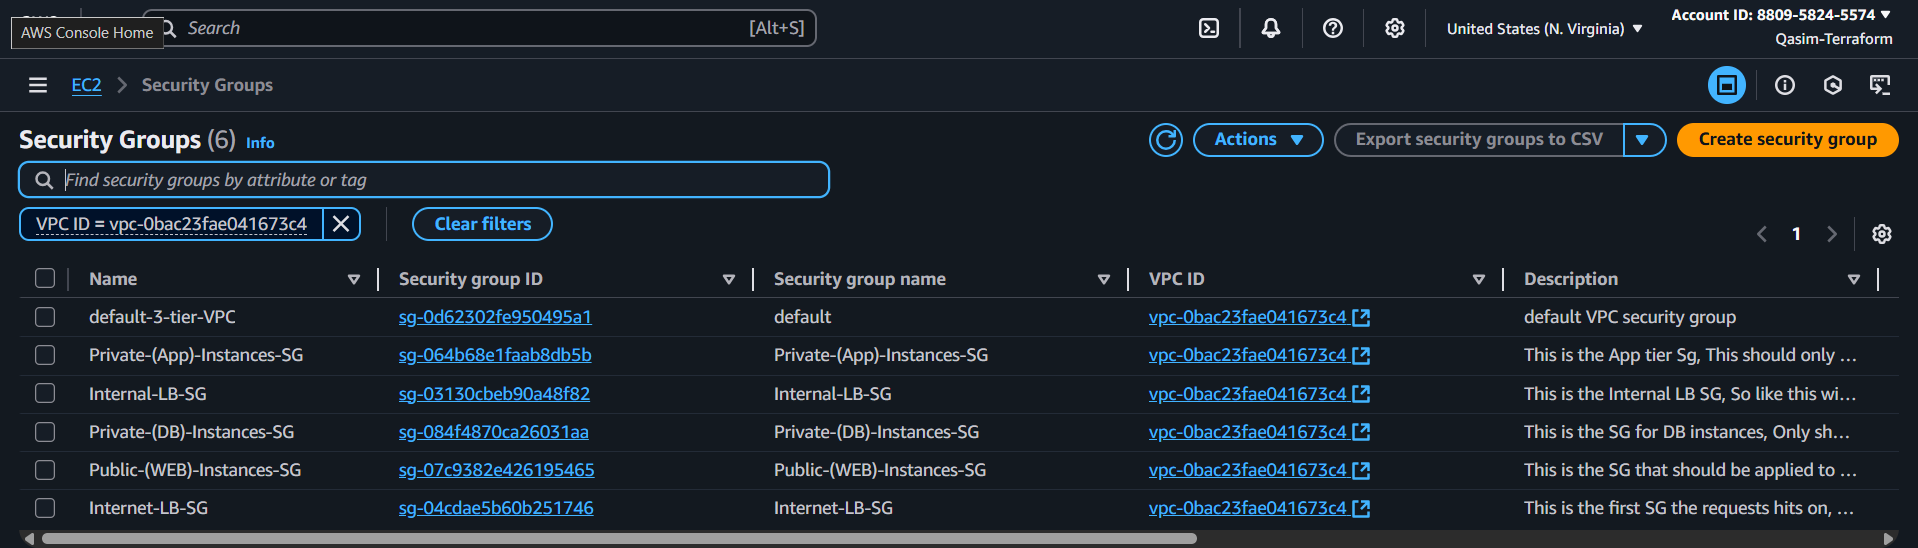 AWS Console Home
Search [Alt+S]
United States (N. Virginia)
Account ID: 8809-5824-5574
Qasim-Terraform
EC2 Security Groups
Security Groups (6) Info
Actions
Export security groups to CSV
Create security group
Find security groups by attribute or tag
VPC ID = vpc-0bac23fae041673c4
Clear filters
1
Name Security group ID Security group name VPC ID Description
default-3-tier-VPC sg-0d62302fe950495a1 default vpc-0bac23fae041673c4 default VPC security group
Private-(App)-Instances-SG sg-064b68e1faab8db5b Private-(App)-Instances-SG vpc-0bac23fae041673c4 This is the App tier Sg, This should only ...
Internal-LB-SG sg-03130cbeb90a48f82 Internal-LB-SG vpc-0bac23fae041673c4 This is the Internal LB SG, So like this wi...
Private-(DB)-Instances-SG sg-084f4870ca26031aa Private-(DB)-Instances-SG vpc-0bac23fae041673c4 This is the SG for DB instances, Only sh...
Public-(WEB)-Instances-SG sg-07c9382e426195465 Public-(WEB)-Instances-SG vpc-0bac23fae041673c4 This is the SG that should be applied to ...
Internet-LB-SG sg-04cdae5b60b251746 Internet-LB-SG vpc-0bac23fae041673c4 This is the first SG the requests hits on, ...